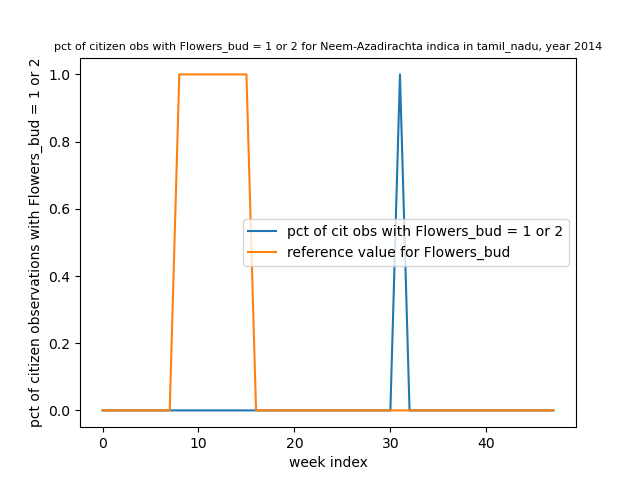 pct of citizen obs with Flowers_bud = 1 or 2 for Neem-Azadirachta indica in tamil_nadu, year 2014
pct of citizen observations with Flowers_bud = 1 or 2
1.0
0.8
0.6
0.4
0.2
0.0
pct of cit obs with Flowers_bud = 1 or 2
reference value for Flowers_bud
0 10 20 30 40
week index